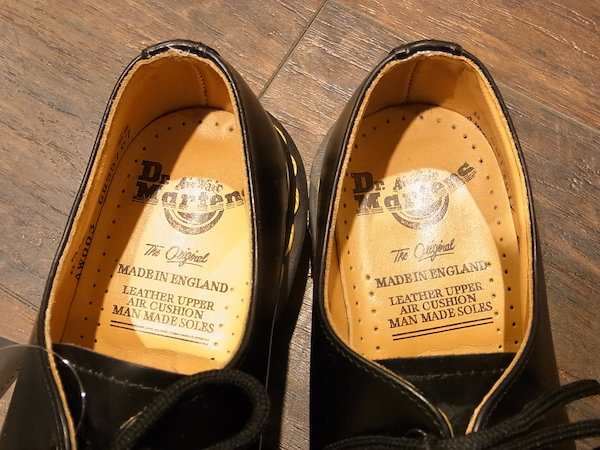 Dr. AirWair
Martens
The Original
MADE IN ENGLAND
LEATHER UPPER
AIR CUSHION
MAN MADE SOLES
AW003
Dr. AirWair
Martens
The Original
MADE IN ENGLAND
LEATHER UPPER
AIR CUSHION
MAN MADE SOLES